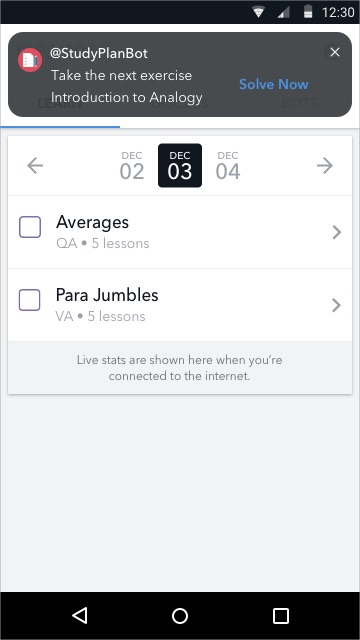 12:30
@StudyPlanBot
Take the next exercise
Introduction to Analogy
Solve Now
LEARN
BOTS
DEC DEC DEC
02 03 04
Averages
QA • 5 lessons
Para Jumbles
VA • 5 lessons
Live stats are shown here when you’re
connected to the internet.